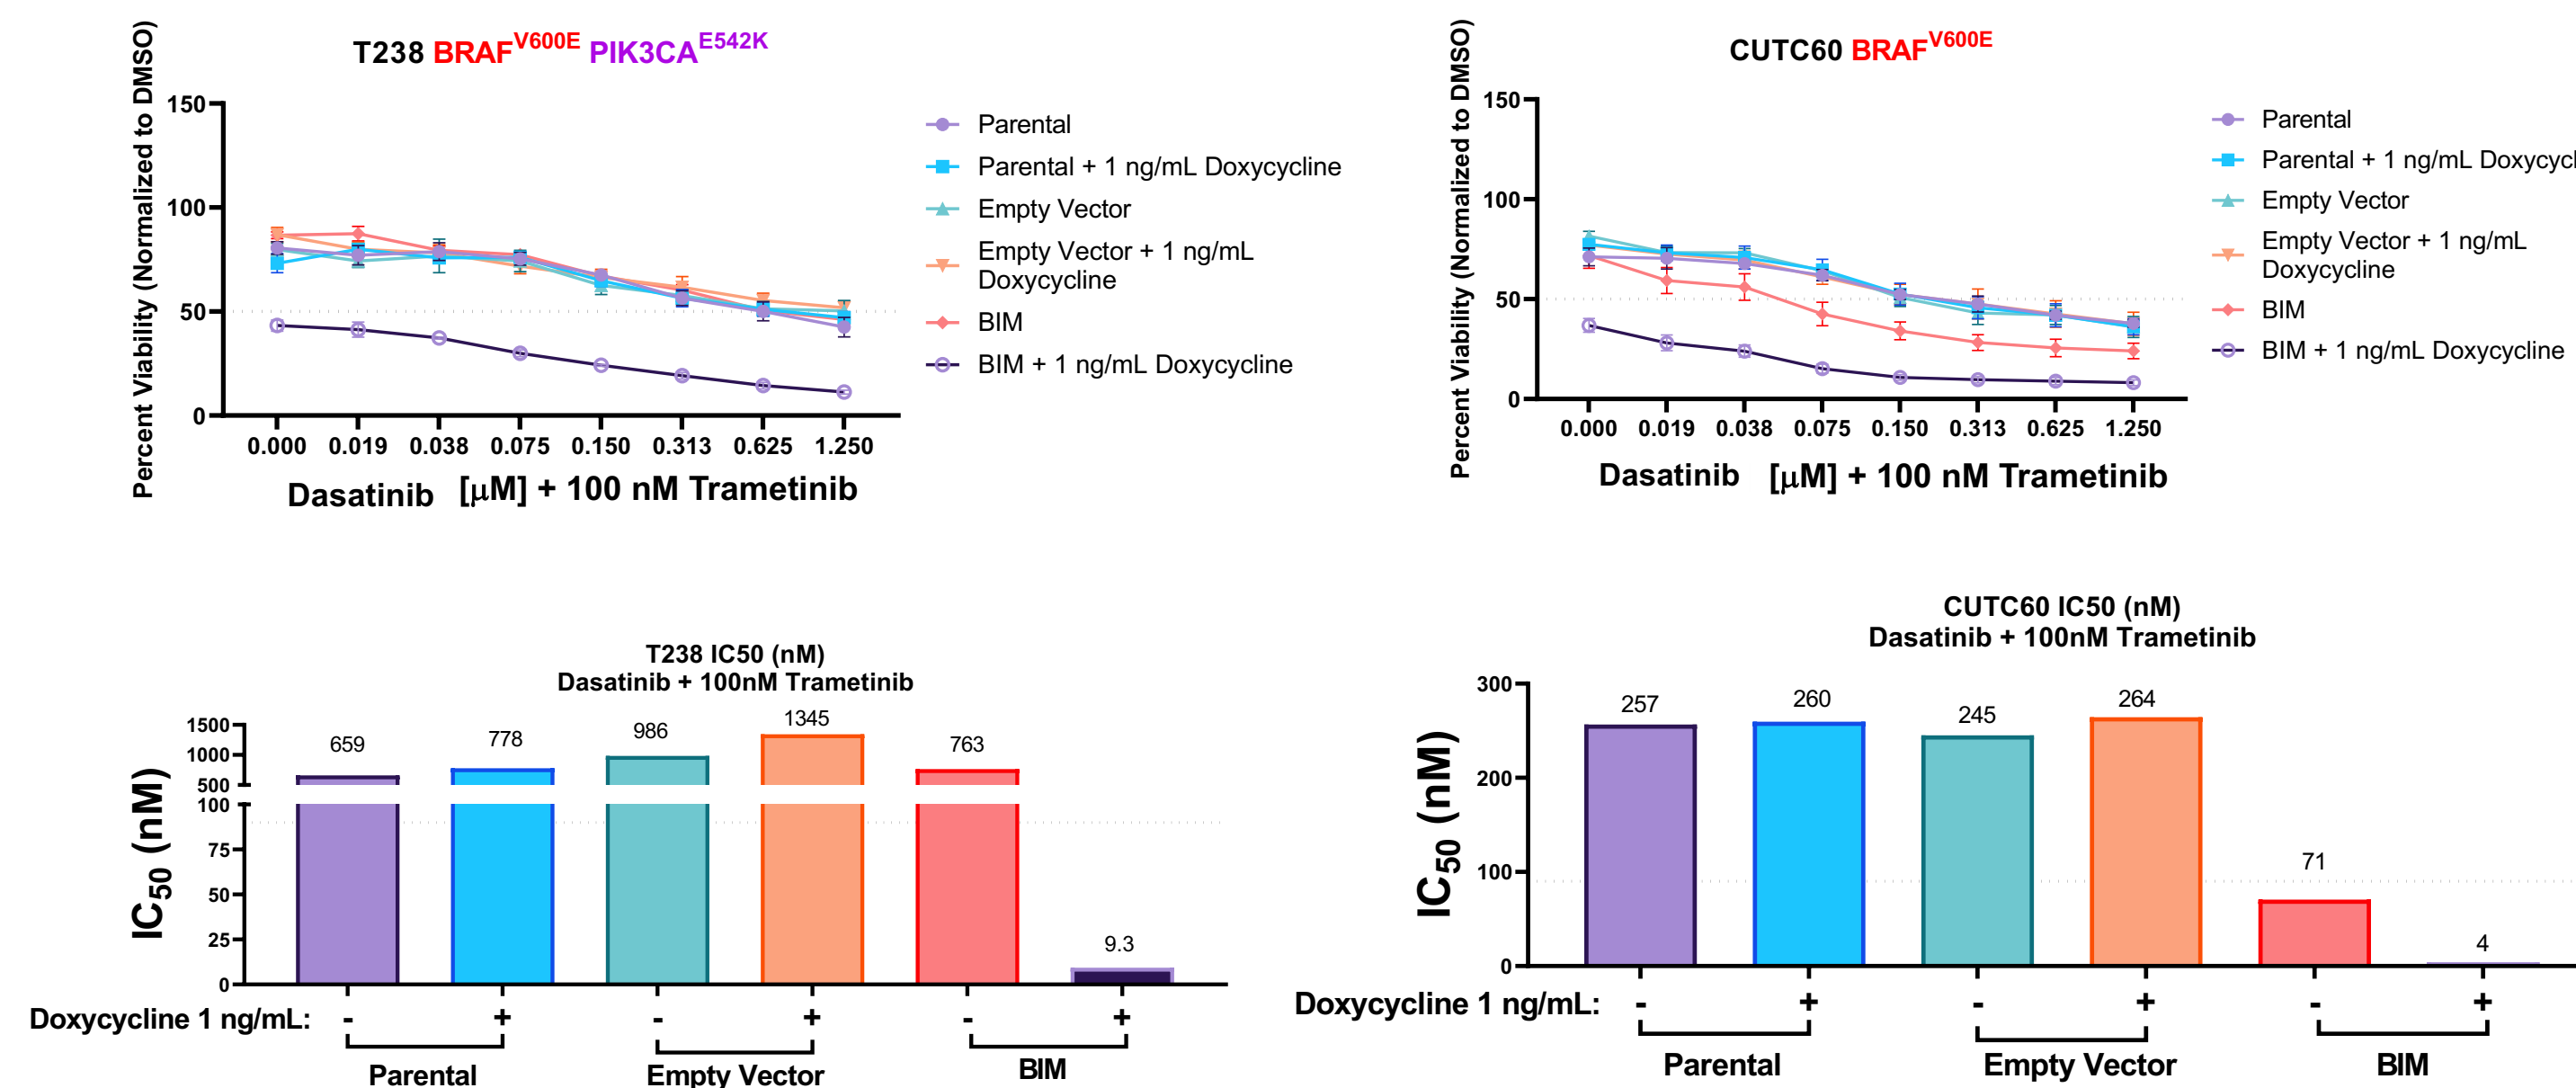 T238 BRAFV600E PIK3CAE542K
Percent Viability (Normalized to DMSO)
150
100
50
0
0.000 0.019 0.038 0.075 0.150 0.313 0.625 1.250
Dasatinib [μM] + 100 nM Trametinib
Parental
Parental + 1 ng/mL Doxycycline
Empty Vector
Empty Vector + 1 ng/mL
Doxycycline
BIM
BIM + 1 ng/mL Doxycycline
CUTC60 BRAFV600E
Percent Viability (Normalized to DMSO)
150
100
50
0
0.000 0.019 0.038 0.075 0.150 0.313 0.625 1.250
Dasatinib [μM] + 100 nM Trametinib
Parental
Parental + 1 ng/mL Doxycycl
Empty Vector
Empty Vector + 1 ng/mL
Doxycycline
BIM
BIM + 1 ng/mL Doxycycline
T238 IC50 (nM)
Dasatinib + 100nM Trametinib
IC50 (nM)
1500
1000
500
100
75
50
25
0
659 778 986 1345 763 9.3
Doxycycline 1 ng/mL: - + - + - +
Parental Empty Vector BIM
CUTC60 IC50 (nM)
Dasatinib + 100nM Trametinib
IC50 (nM)
300
200
100
0
257 260 245 264 71 4
Doxycycline 1 ng/mL: - + - + - +
Parental Empty Vector BIM